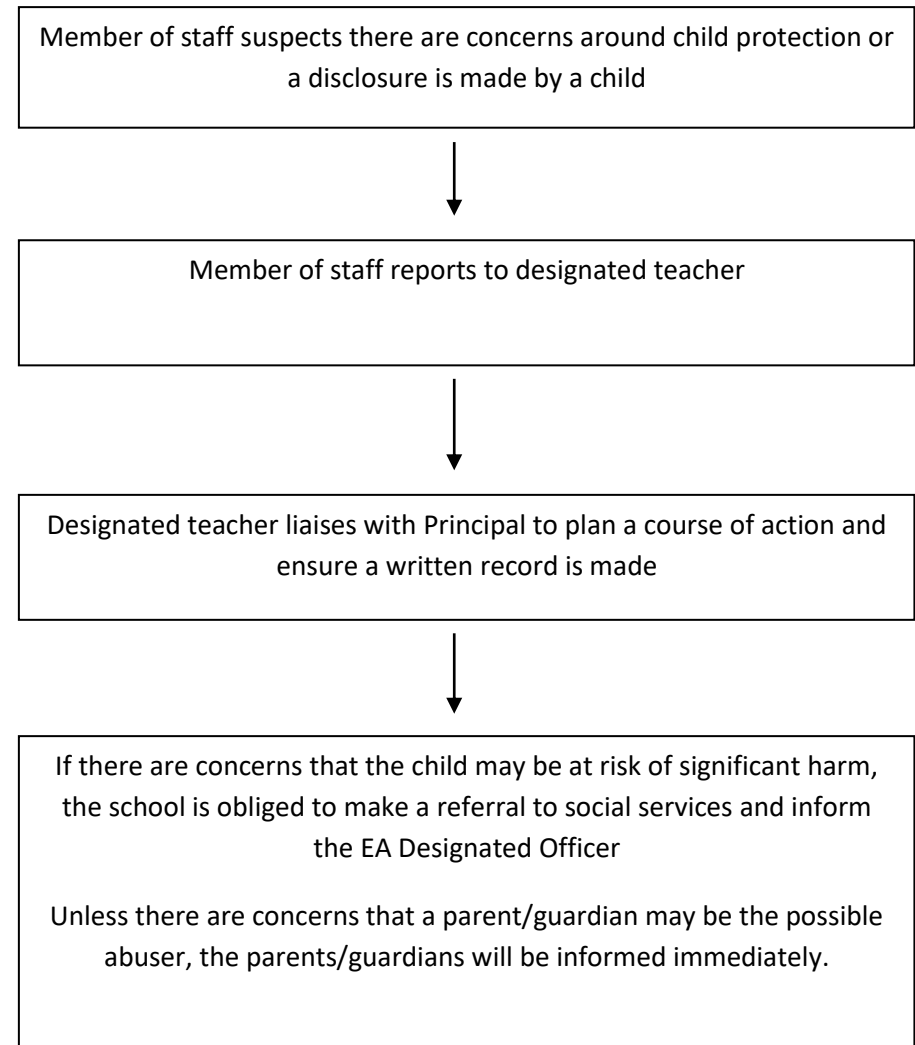 Member of staff suspects there are concerns around child protection or
a disclosure is made by a child
Member of staff reports to designated teacher
Designated teacher liaises with Principal to plan a course of action and
ensure a written record is made
If there are concerns that the child may be at risk of significant harm,
the school is obliged to make a referral to social services and inform
the EA Designated Officer
Unless there are concerns that a parent/guardian may be the possible
abuser, the parents/guardians will be informed immediately.